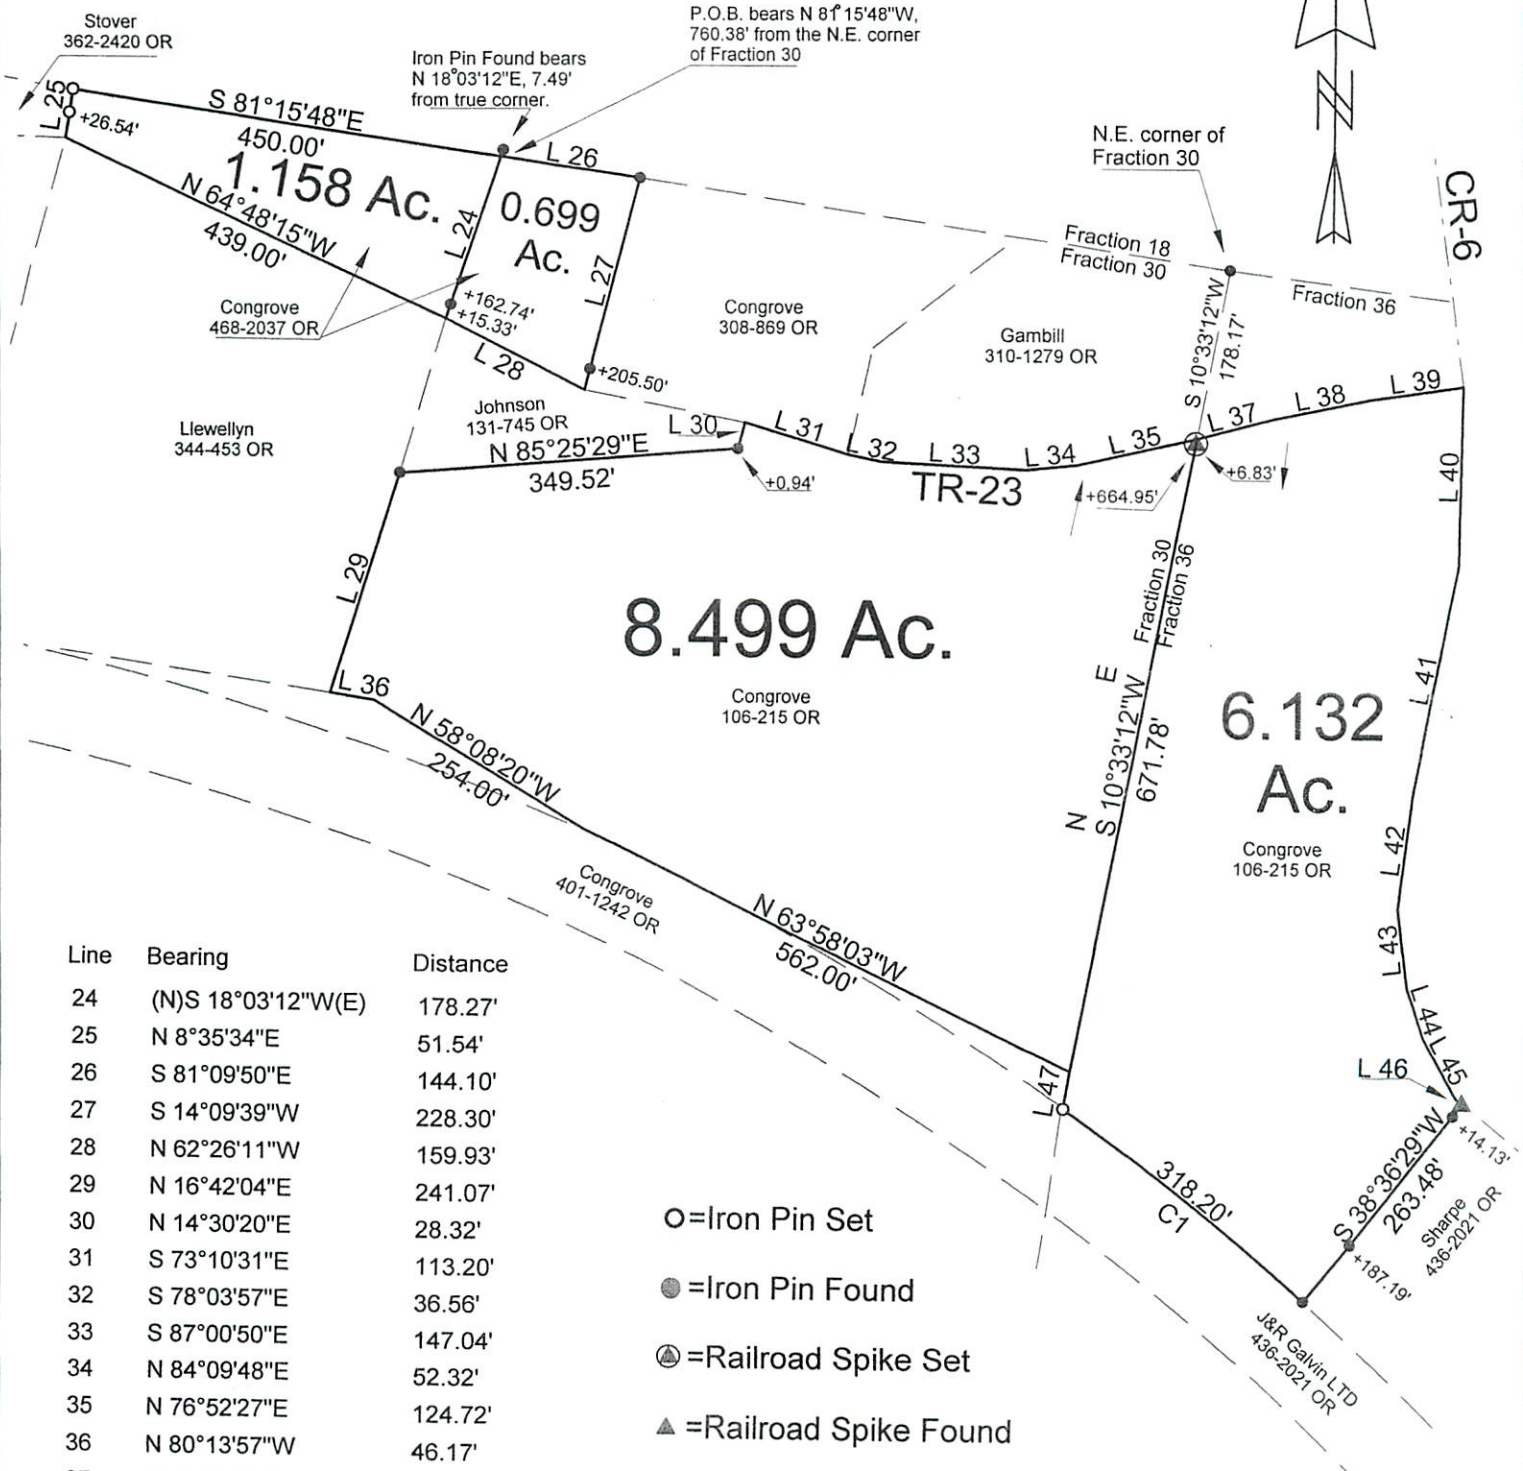 Stover
362-2420 OR
Iron Pin Found bears
N 18°03'12"E, 7.49'
from true corner.
P.O.B. bears N 81°15'48"W,
760.38' from the N.E. corner
of Fraction 30
N
N.E. corner of
Fraction 30
CR-6
L 25
+26.54'
S 81°15'48"E
450.00'
L 26
1.158 Ac.
0.699
Ac.
N 64°48'15"W
439.00'
L 24
L 27
Congrove
468-2037 OR
+162.74'
+15.33'
L 28
+205.50'
Congrove
308-869 OR
Fraction 18
Fraction 30
Fraction 36
Gambill
310-1279 OR
S 10°33'12"W
178.17'
Llewellyn
344-453 OR
Johnson
131-745 OR
L 30
N 85°25'29"E
349.52'
+0.94'
L 31
L 32
L 33
L 34
L 35
L 37
L 38
L 39
TR-23
+664.95'
+6.83'
L 40
L 29
8.499 Ac.
Congrove
106-215 OR
Fraction 30
Fraction 36
N E
S 10°33'12"W
671.78'
6.132
Ac.
Congrove
106-215 OR
L 41
L 42
L 43
L 44
L 45
L 46
L 36
N 58°08'20"W
254.00'
Congrove
401-1242 OR
N 63°58'03"W
562.00'
L 47
318.20'
C1
S 38°36'29"W
263.48'
+14.13'
+187.19'
Sharpe
436-2021 OR
J&R Galvin LTD
436-2021 OR
Line Bearing Distance
24 (N)S 18°03'12"W(E) 178.27'
25 N 8°35'34"E 51.54'
26 S 81°09'50"E 144.10'
27 S 14°09'39"W 228.30'
28 N 62°26'11"W 159.93'
29 N 16°42'04"E 241.07'
30 N 14°30'20"E 28.32'
31 S 73°10'31"E 113.20'
32 S 78°03'57"E 36.56'
33 S 87°00'50"E 147.04'
34 N 84°09'48"E 52.32'
35 N 76°52'27"E 124.72'
36 N 80°13'57"W 46.17'
=Iron Pin Set
=Iron Pin Found
=Railroad Spike Set
=Railroad Spike Found